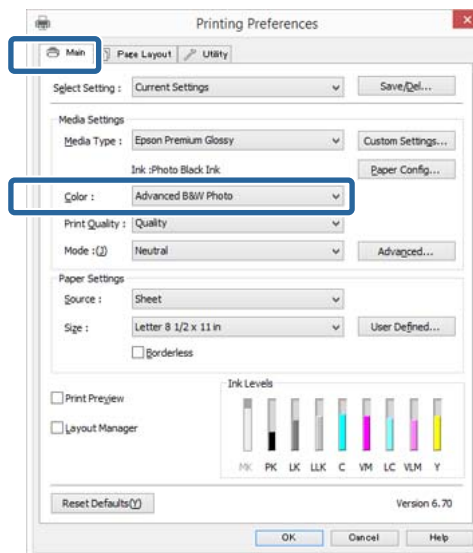 Printing Preferences
Main Page Layout Utility
Select Setting : Current Settings Save/Del...
Media Settings
Media Type : Epson Premium Glossy Custom Settings...
Ink :Photo Black Ink Paper Config...
Color : Advanced B&W Photo
Print Quality : Quality
Mode :(J) Neutral Advanced...
Paper Settings
Source : Sheet
Size : Letter 8 1/2 x 11 in User Defined...
Borderless
Ink Levels
Print Preview
Layout Manager
MK PK LK LLK C VM LC VLM Y
Reset Defaults(Y) Version 6.70
OK Cancel Help